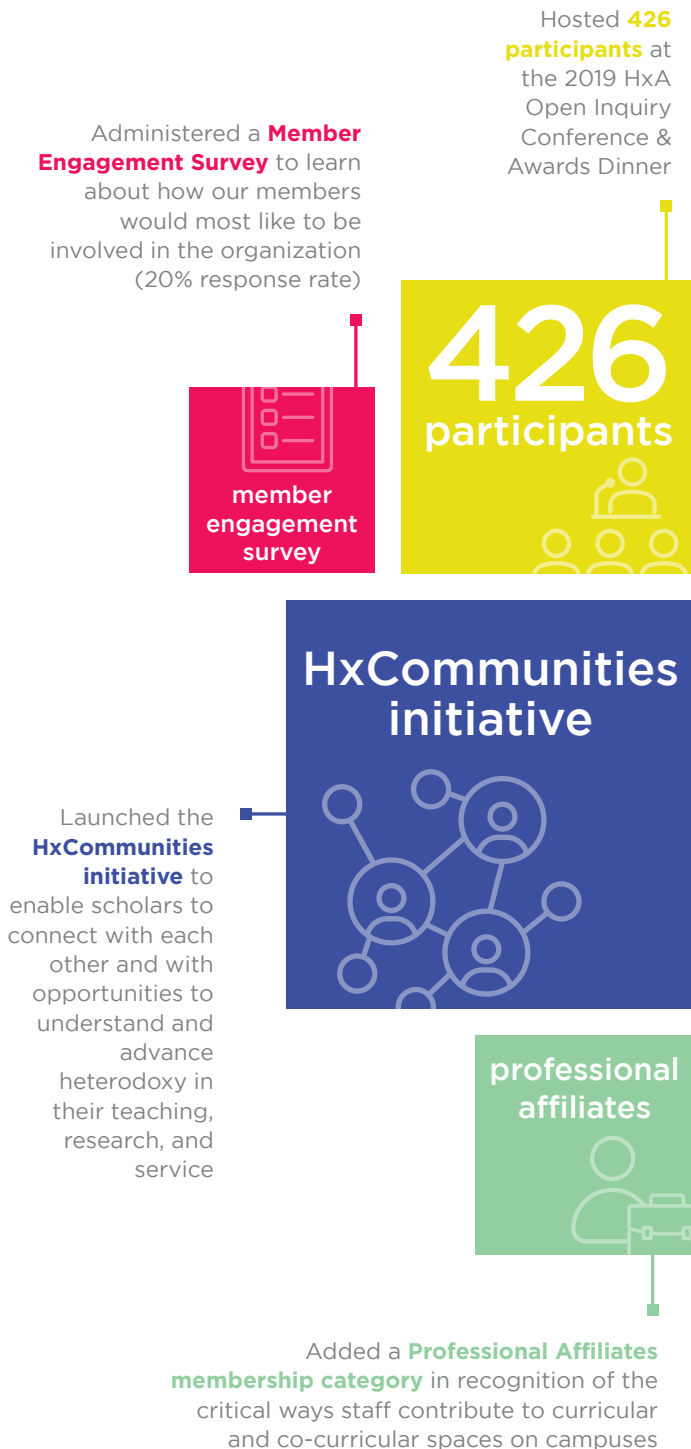 Hosted 426
participants at
the 2019 HxA
Open Inquiry
Conference &
Awards Dinner
Administered a Member
Engagement Survey to learn
about how our members
would most like to be
involved in the organization
(20% response rate)
426
participants
member
engagement
survey
HxCommunities
initiative
Launched the
HxCommunities
initiative to
enable scholars to
connect with each
other and with
opportunities to
understand and
advance
heterodoxy in
their teaching,
research, and
service
professional
affiliates
Added a Professional Affiliates
membership category in recognition of the
critical ways staff contribute to curricular
and co-curricular spaces on campuses